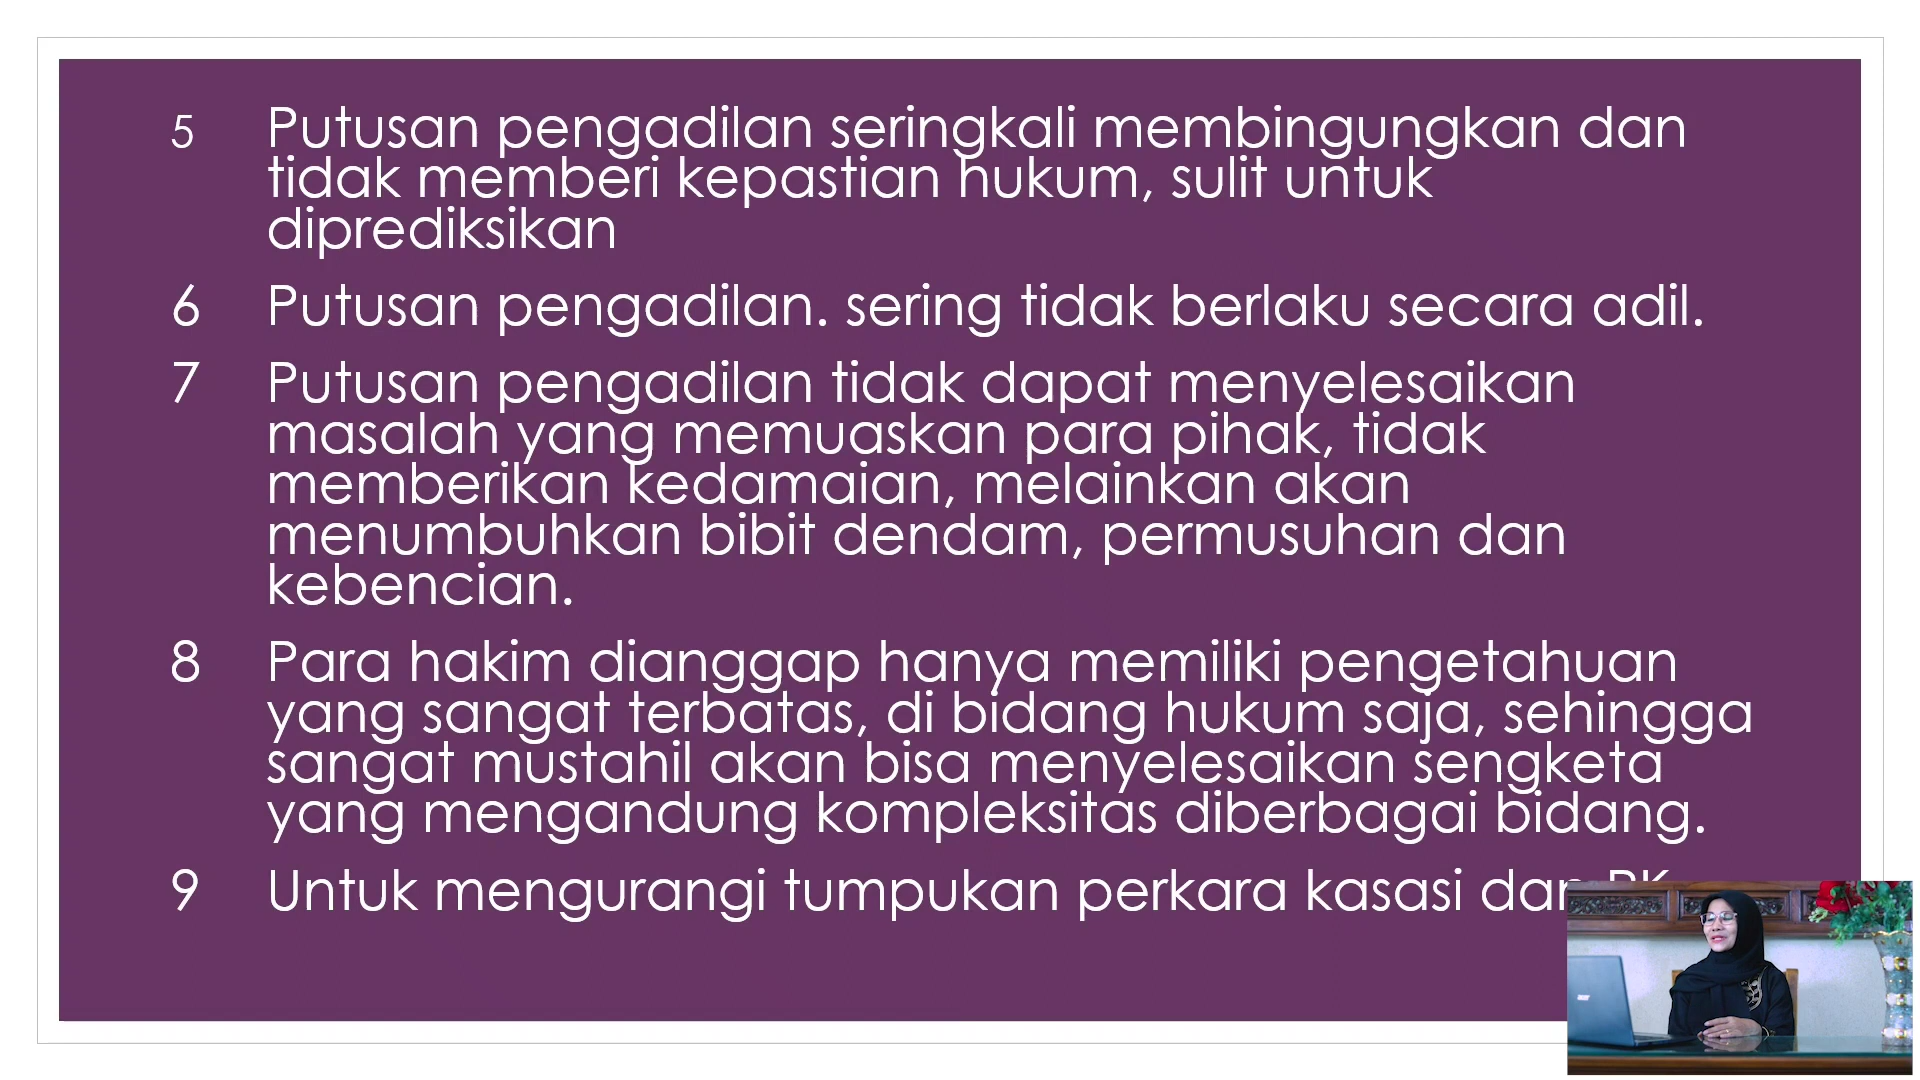 5 Putusan pengadilan seringkali membingungkan dan
tidak memberi kepastian hukum, sulit untuk
diprediksikan
6 Putusan pengadilan. sering tidak berlaku secara adil.
7 Putusan pengadilan tidak dapat menyelesaikan
masalah yang memuaskan para pihak, tidak
memberikan kedamaian, melainkan akan
menumbuhkan bibit dendam, permusuhan dan
kebencian.
8 Para hakim dianggap hanya memiliki pengetahuan
yang sangat terbatas, di bidang hukum saja, sehingga
sangat mustahil akan bisa menyelesaikan sengketa
yang mengandung kompleksitas diberbagai bidang.
9 Untuk mengurangi tumpukan perkara kasasi dan